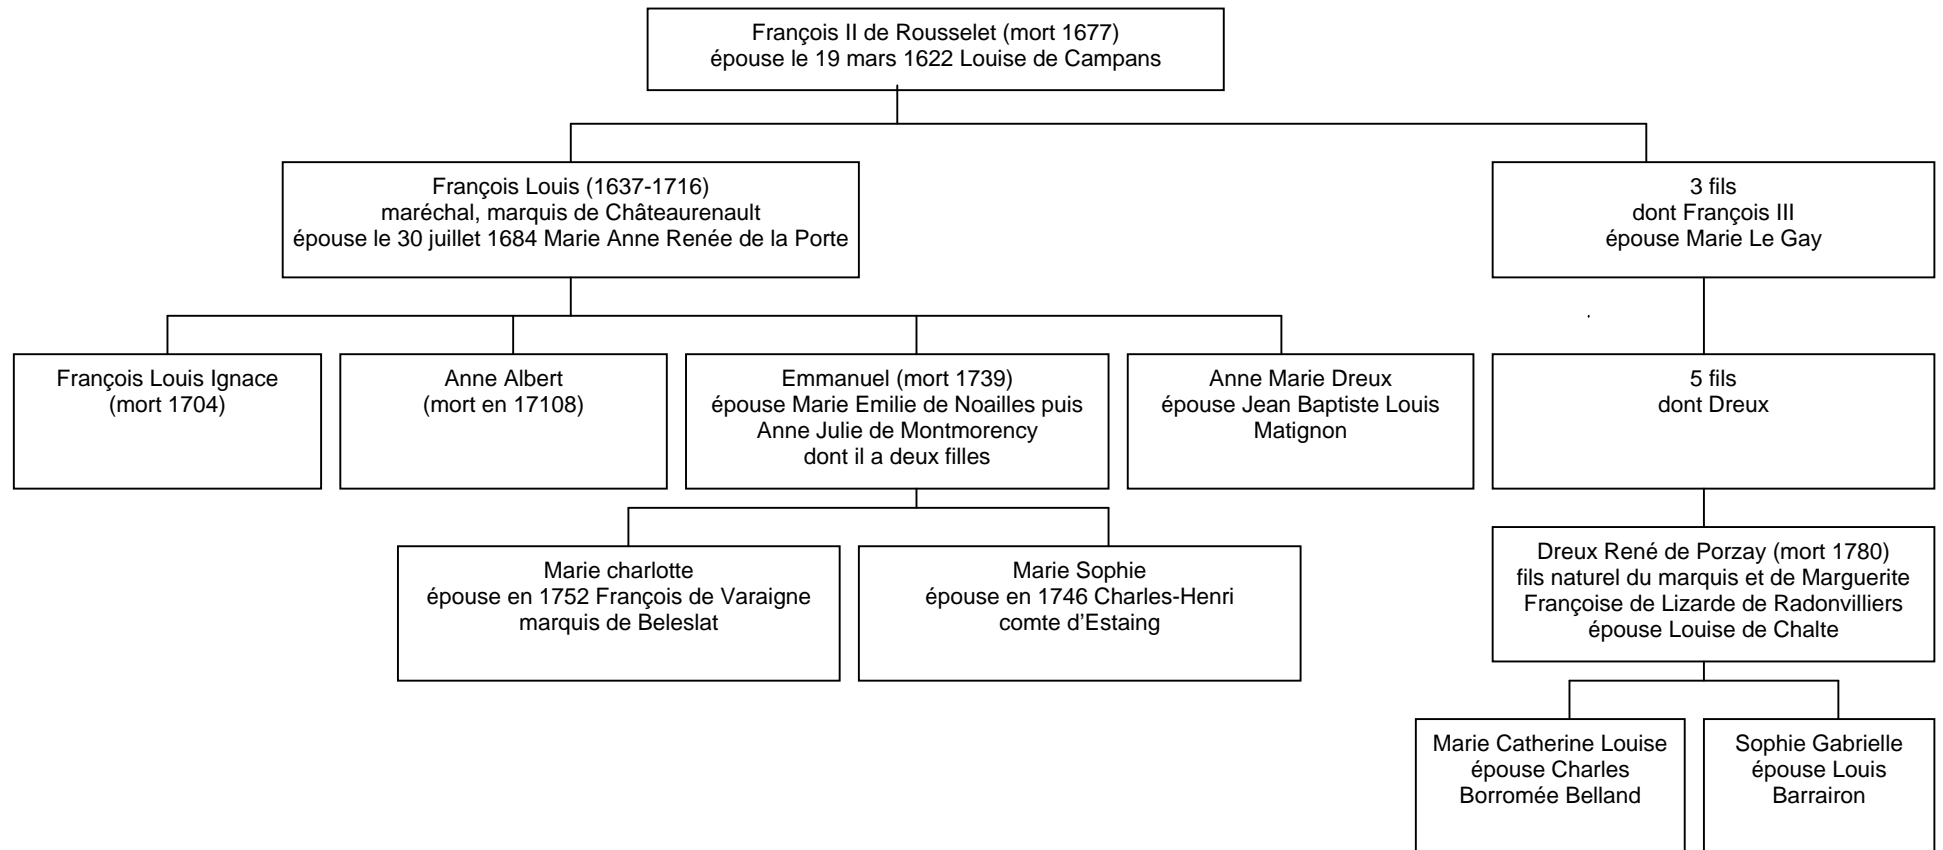 François II de Rousselet (mort 1677)
épouse le 19 mars 1622 Louise de Campans
François Louis (1637-1716)
maréchal, marquis de Châteaurenault
épouse le 30 juillet 1684 Marie Anne Renée de la Porte
3 fils
dont François III
épouse Marie Le Gay
François Louis Ignace
(mort 1704)
Anne Albert
(mort en 17108)
Emmanuel (mort 1739)
épouse Marie Emilie de Noailles puis
Anne Julie de Montmorency
dont il a deux filles
Anne Marie Dreux
épouse Jean Baptiste Louis
Matignon
5 fils
dont Dreux
Marie charlotte
épouse en 1752 François de Varaigne
marquis de Beleslat
Marie Sophie
épouse en 1746 Charles-Henri
comte d'Estaing
Dreux René de Porzay (mort 1780)
fils naturel du marquis et de Marguerite
Françoise de Lizarde de Radonvilliers
épouse Louise de Chalte
Marie Catherine Louise
épouse Charles
Borromée Belland
Sophie Gabrielle
épouse Louis
Barrairon